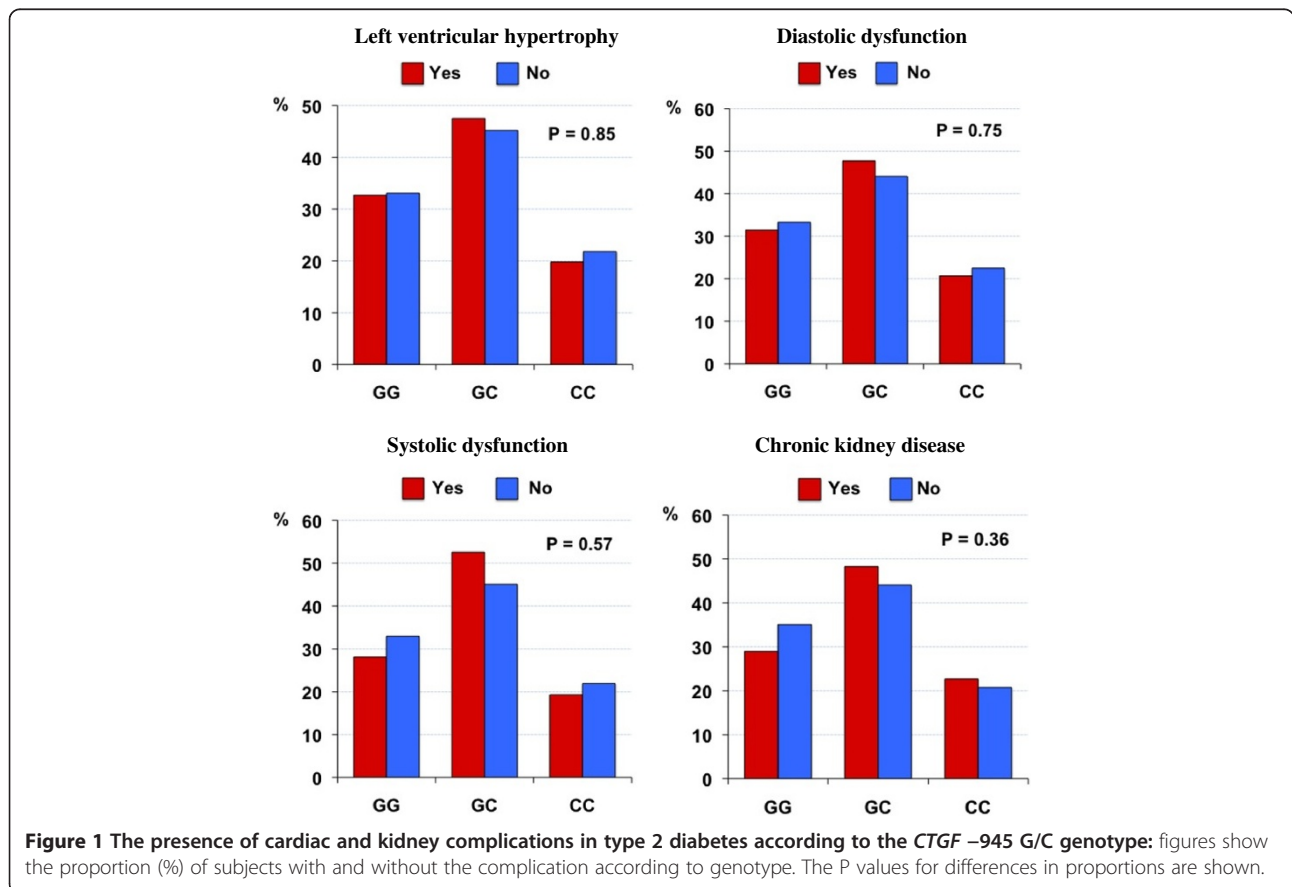 Left ventricular hypertrophy
Yes No
%
50
40
30
20
10
0
P = 0.85
GG GC CC
Diastolic dysfunction
Yes No
%
60
50
40
30
20
10
0
P = 0.75
GG GC CC
Systolic dysfunction
Yes No
%
60
50
40
30
20
10
0
P = 0.57
GG GC CC
Chronic kidney disease
Yes No
%
60
50
40
30
20
10
0
P = 0.36
GG GC CC
Figure 1 The presence of cardiac and kidney complications in type 2 diabetes according to the CTGF −945 G/C genotype: figures show
the proportion (%) of subjects with and without the complication according to genotype. The P values for differences in proportions are shown.